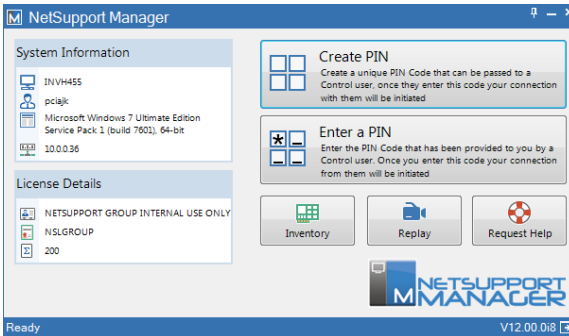 NetSupport Manager
System Information
INVH455
pciajk
Microsoft Windows 7 Ultimate Edition
Service Pack 1 (build 7601), 64-bit
10.0.0.36
License Details
NETSUPPORT GROUP INTERNAL USE ONLY
NSLGROUP
200
Create PIN
Create a unique PIN Code that can be passed to a
Control user, once they enter this code your connection
with them will be initiated
Enter a PIN
Enter the PIN Code that has been provided to you by a
Control user. Once you enter this code your connection
from them will be initiated
Inventory
Replay
Request Help
NETSUPPORT
MANAGER
Ready
V12.00.0i8